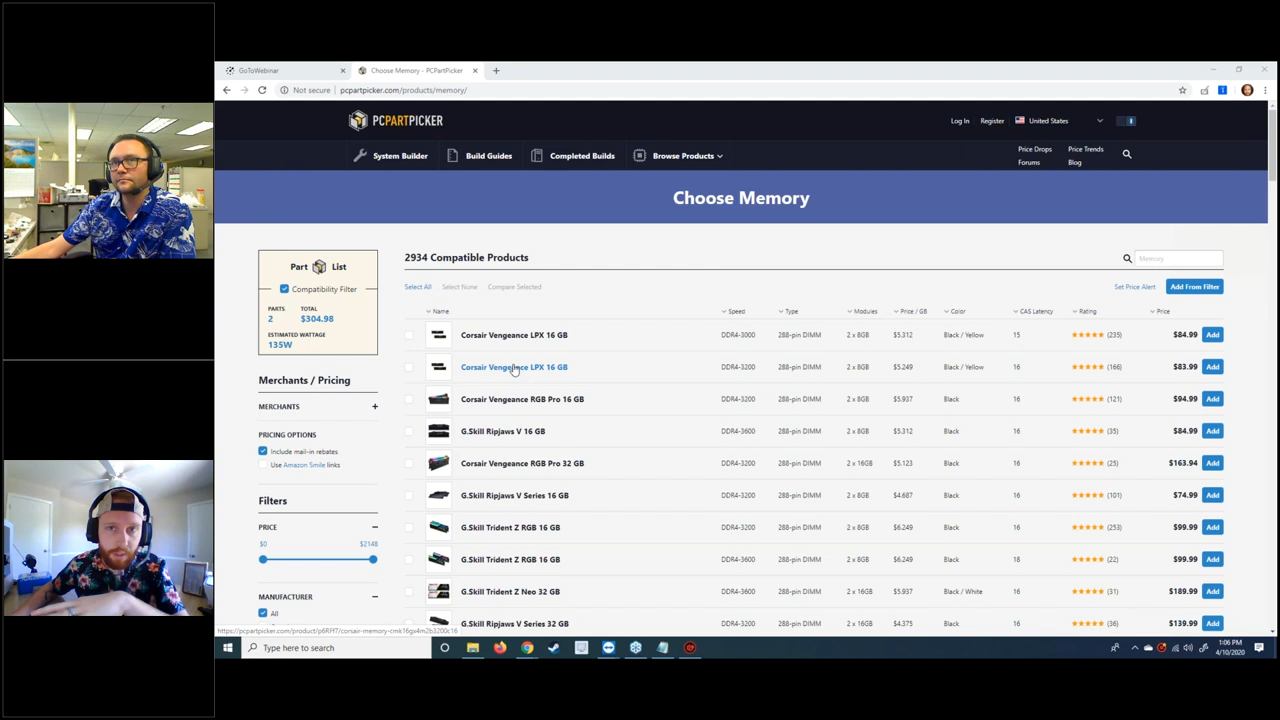 GoToWebinar
Choose Memory - PCPartPicker
Not secure | pcpartpicker.com/products/memory/
PCPARTPICKER
Log In Register United States
System Builder Build Guides Completed Builds Browse Products
Price Drops Price Trends
Forums Blog
Choose Memory
Part List
Compatibility Filter
PARTS TOTAL
2 $304.98
ESTIMATED WATTAGE
135W
Merchants / Pricing
MERCHANTS +
PRICING OPTIONS
Include mail-in rebates
Use Amazon Smile links
Filters
PRICE
$0 $2148
MANUFACTURER
All
2934 Compatible Products
Memory
Select All Select None Compare Selected
Set Price Alert Add From Filter
Name Speed Type Modules Price / GB Color CAS Latency Rating Price
Corsair Vengeance LPX 16 GB DDR4-3000 288-pin DIMM 2 x 8GB $5.312 Black / Yellow 15 (235) $84.99 Add
Corsair Vengeance LPX 16 GB DDR4-3200 288-pin DIMM 2 x 8GB $5.249 Black / Yellow 16 (166) $83.99 Add
Corsair Vengeance RGB Pro 16 GB DDR4-3200 288-pin DIMM 2 x 8GB $5.937 Black 16 (121) $94.99 Add
G.Skill Ripjaws V 16 GB DDR4-3600 288-pin DIMM 2 x 8GB $5.312 Black 16 (35) $84.99 Add
Corsair Vengeance RGB Pro 32 GB DDR4-3200 288-pin DIMM 2 x 16GB $5.123 Black 16 (25) $163.94 Add
G.Skill Ripjaws V Series 16 GB DDR4-3200 288-pin DIMM 2 x 8GB $4.687 Black 16 (101) $74.99 Add
G.Skill Trident Z RGB 16 GB DDR4-3200 288-pin DIMM 2 x 8GB $6.249 Black 16 (253) $99.99 Add
G.Skill Trident Z RGB 16 GB DDR4-3600 288-pin DIMM 2 x 8GB $6.249 Black 18 (22) $99.99 Add
G.Skill Trident Z Neo 32 GB DDR4-3600 288-pin DIMM 2 x 16GB $5.937 Black / White 16 (31) $189.99 Add
G.Skill Ripjaws V Series 32 GB DDR4-3200 288-pin DIMM 2 x 16GB $4.375 Black 16 (36) $139.99 Add
Type here to search
1:06 PM
4/10/2020